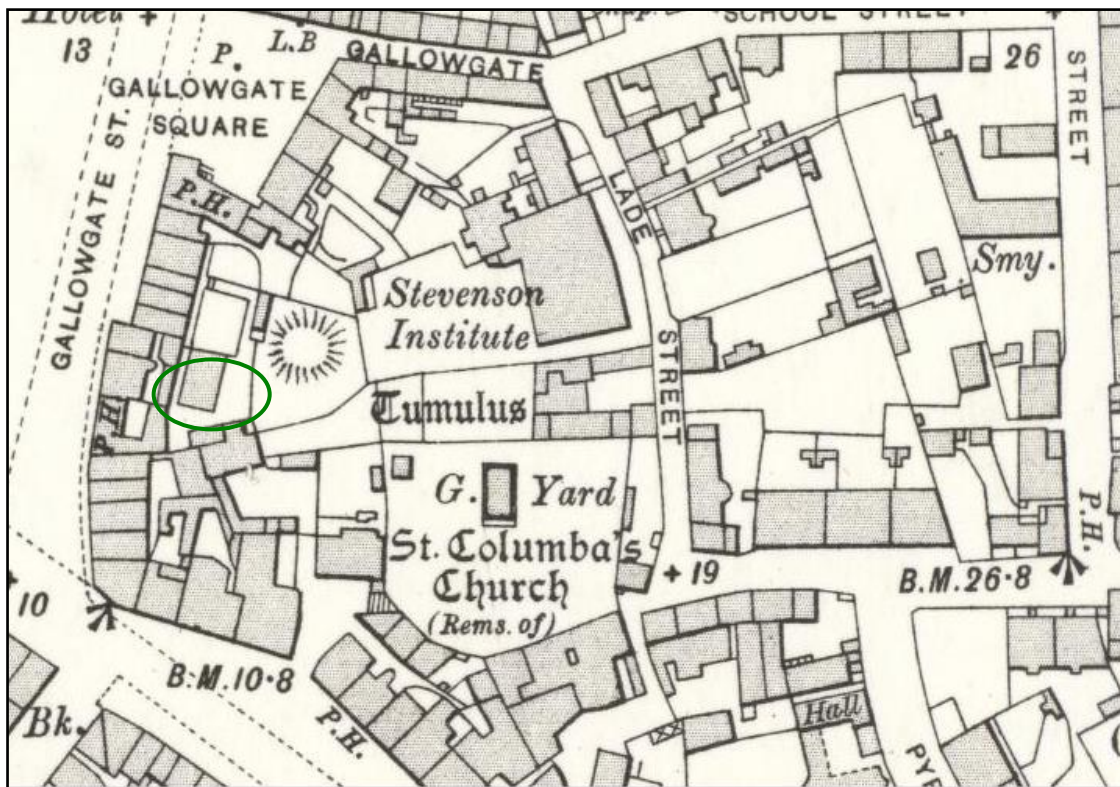 13
L.B
P.
GALLOWGATE
SCHOOL STREET
26
GALLOWGATE
SQUARE
GALLOWGATE ST.
STREET
P.H.
LADE
STREET
Smy.
Stevenson
Institute
Tumulus
P.H.
G. Yard
St. Columba's
Church
(Rems. of)
19
B.M. 26·8
P.H.
10
B.M. 10·8
P.H.
Bk.
Hall